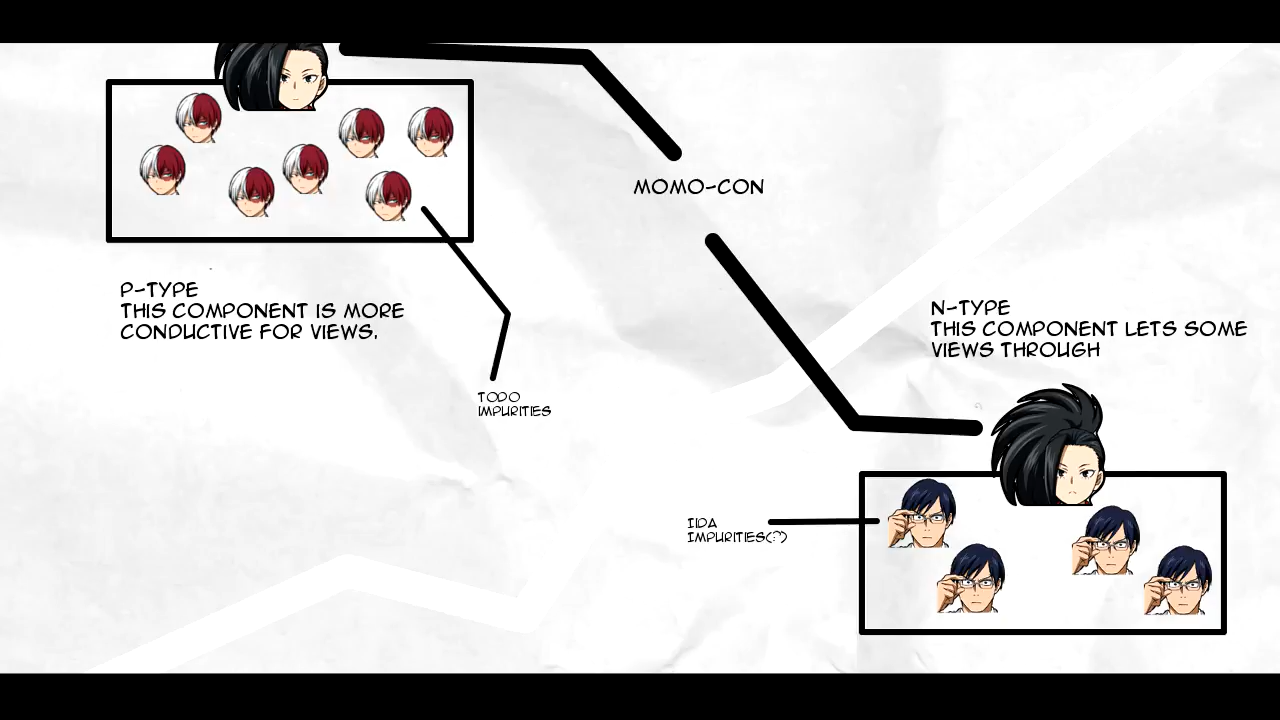 MOMO-CON
P-TYPE
THIS COMPONENT IS MORE
CONDUCTIVE FOR VIEWS.
N-TYPE
THIS COMPONENT LETS SOME
VIEWS THROUGH
TODO
IMPURITIES
IIDA
IMPURITIES(?)